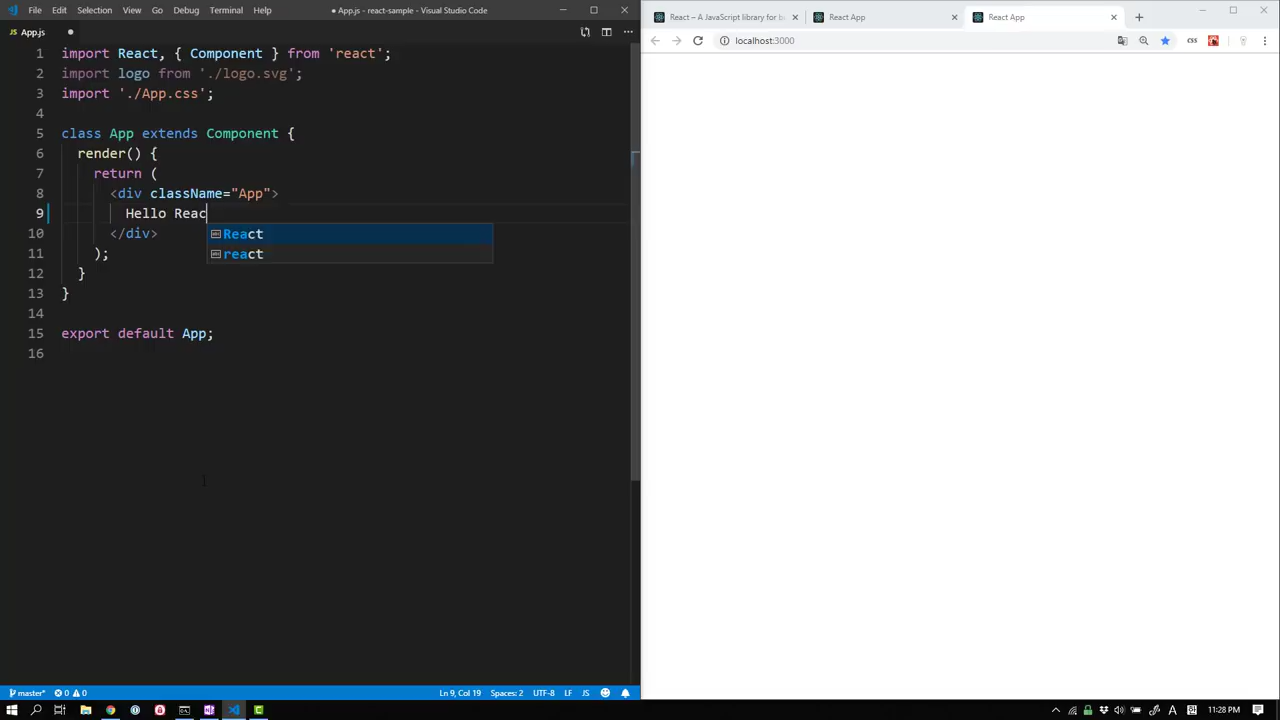 File Edit Selection View Go Debug Terminal Help ● App.js - react-sample - Visual Studio Code
JS App.js ●
1 import React, { Component } from 'react';
2 import logo from './logo.svg';
3 import './App.css';
4
5 class App extends Component {
6 render() {
7 return (
8 <div className="App">
9 Hello Reac
React
react
10 </div>
11 );
12 }
13 }
14
15 export default App;
16
master* 0 0 Ln 9, Col 19 Spaces: 2 UTF-8 LF JS
React – A JavaScript library for b React App React App
localhost:3000
css
A 11:28 PM